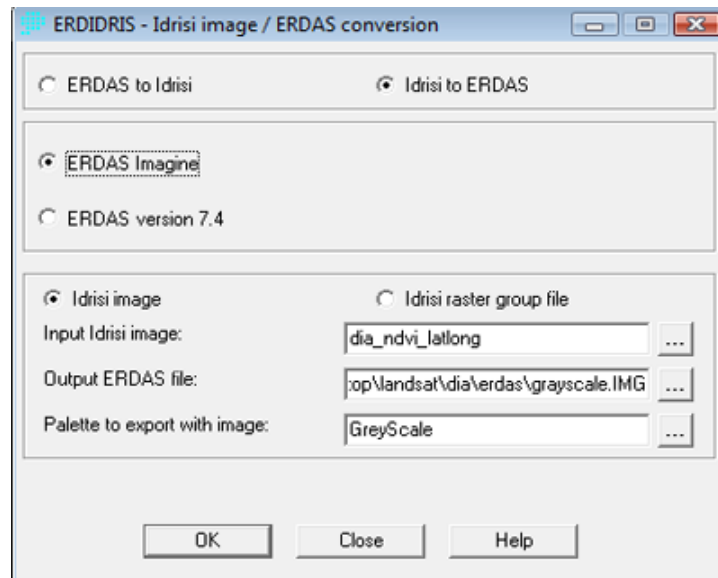 ERDIDRIS - Idrisi image / ERDAS conversion
ERDAS to Idrisi Idrisi to ERDAS
ERDAS Imagine
ERDAS version 7.4
Idrisi image Idrisi raster group file
Input Idrisi image: dia_ndvi_latlong ...
Output ERDAS file: :op\landsat\dia\erdas\grayscale.IMG ...
Palette to export with image: GreyScale ...
OK Close Help